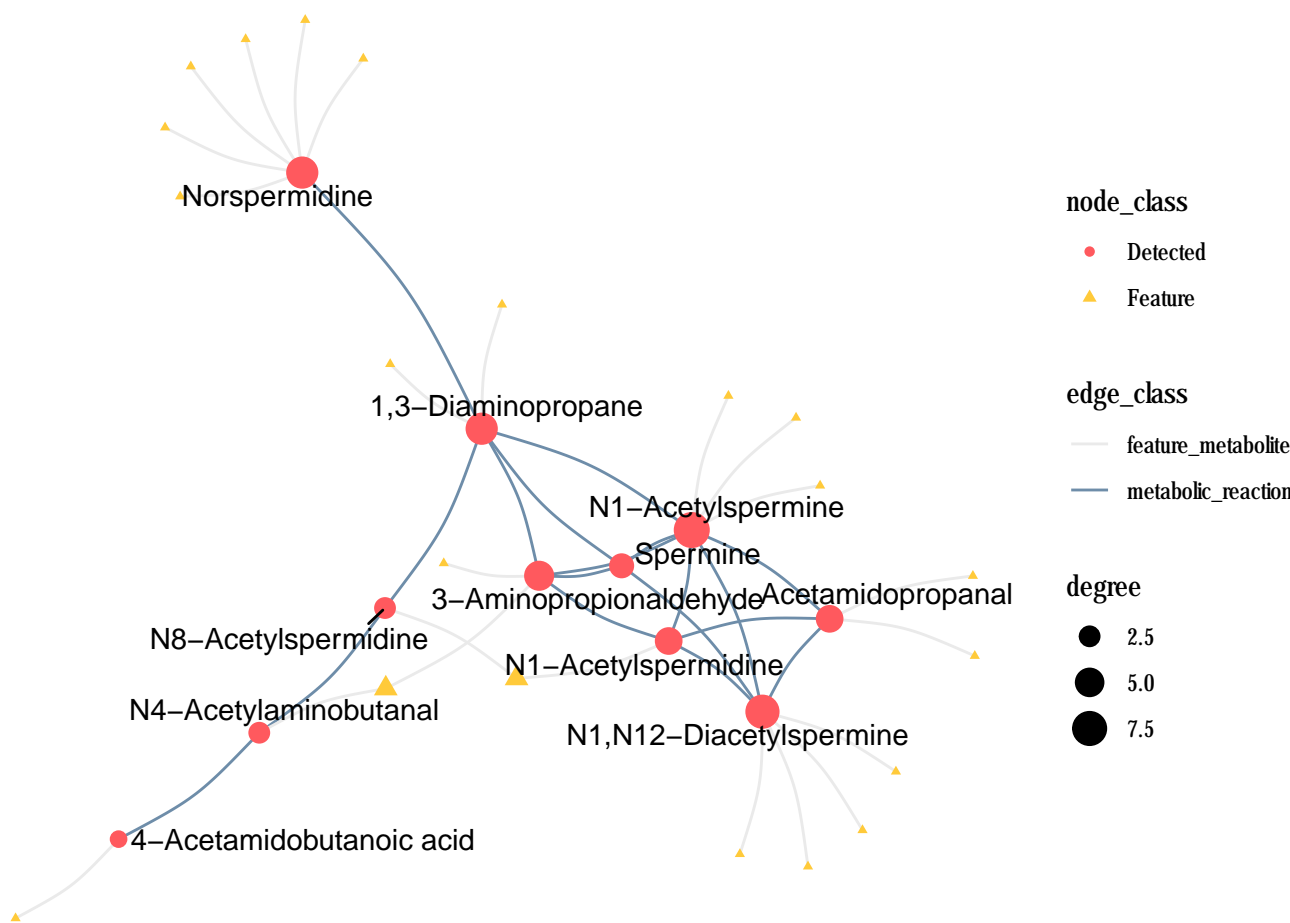 Norspermidine
1,3−Diaminopropane
N1−Acetylspermine
Spermine
3−Aminopropionaldehyde
Acetamidopropanal
N8−Acetylspermidine
N1−Acetylspermidine
N4−Acetylaminobutanal
N1,N12−Diacetylspermine
4−Acetamidobutanoic acid
node_class
Detected
Feature
edge_class
feature_metabolite
metabolic_reaction
degree
2.5
5.0
7.5